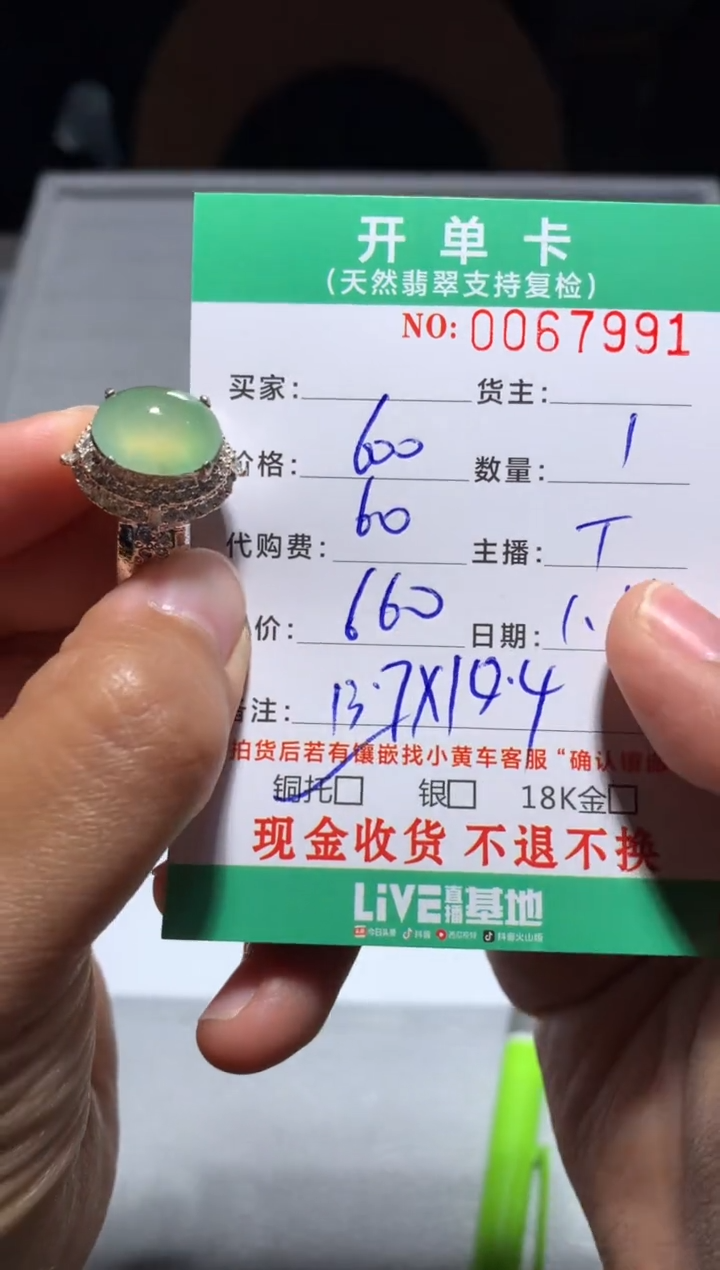 开单卡
(天然翡翠支持复检)
NO: 0067991
买家: 货主:
价格: 600 数量: 1
代购费: 60 主播: T
价: 660 日期: 1.
备注: 13.7X10.4
拍货后若有镶嵌找小黄车客服“确认镶嵌
铜托□ 银□ 18K金□
现金收货 不退不换
LiVE直播基地
今日头条 抖音 西瓜视频 抖音火山版